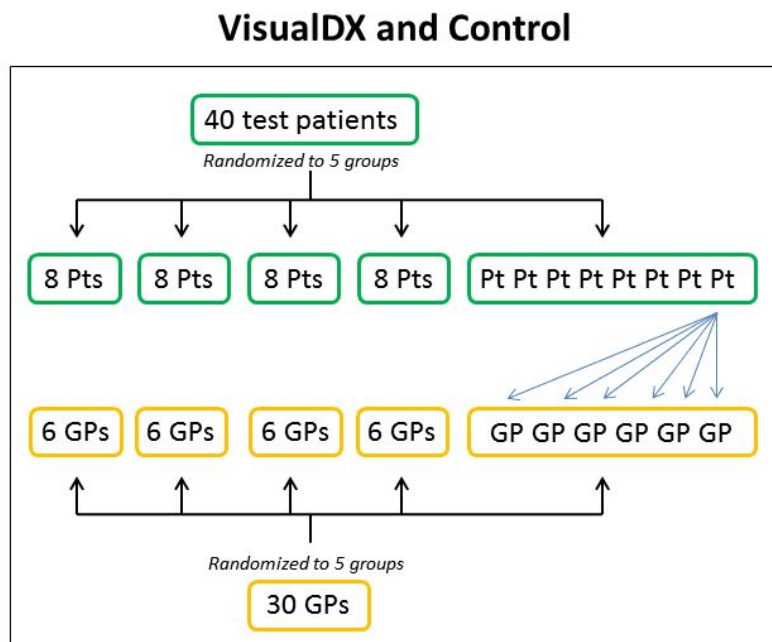 VisualDX and Control
40 test patients
Randomized to 5 groups
8 Pts 8 Pts 8 Pts 8 Pts Pt Pt Pt Pt Pt Pt Pt Pt
6 GPs 6 GPs 6 GPs 6 GPs GP GP GP GP GP GP
Randomized to 5 groups
30 GPs